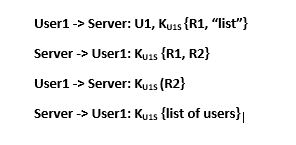 User1 -> Server: U1, KU1S {R1, “list”}
Server -> User1: KU1S {R1, R2}
User1 -> Server: KU1S (R2}
Server -> User1: KU1S {list of users}